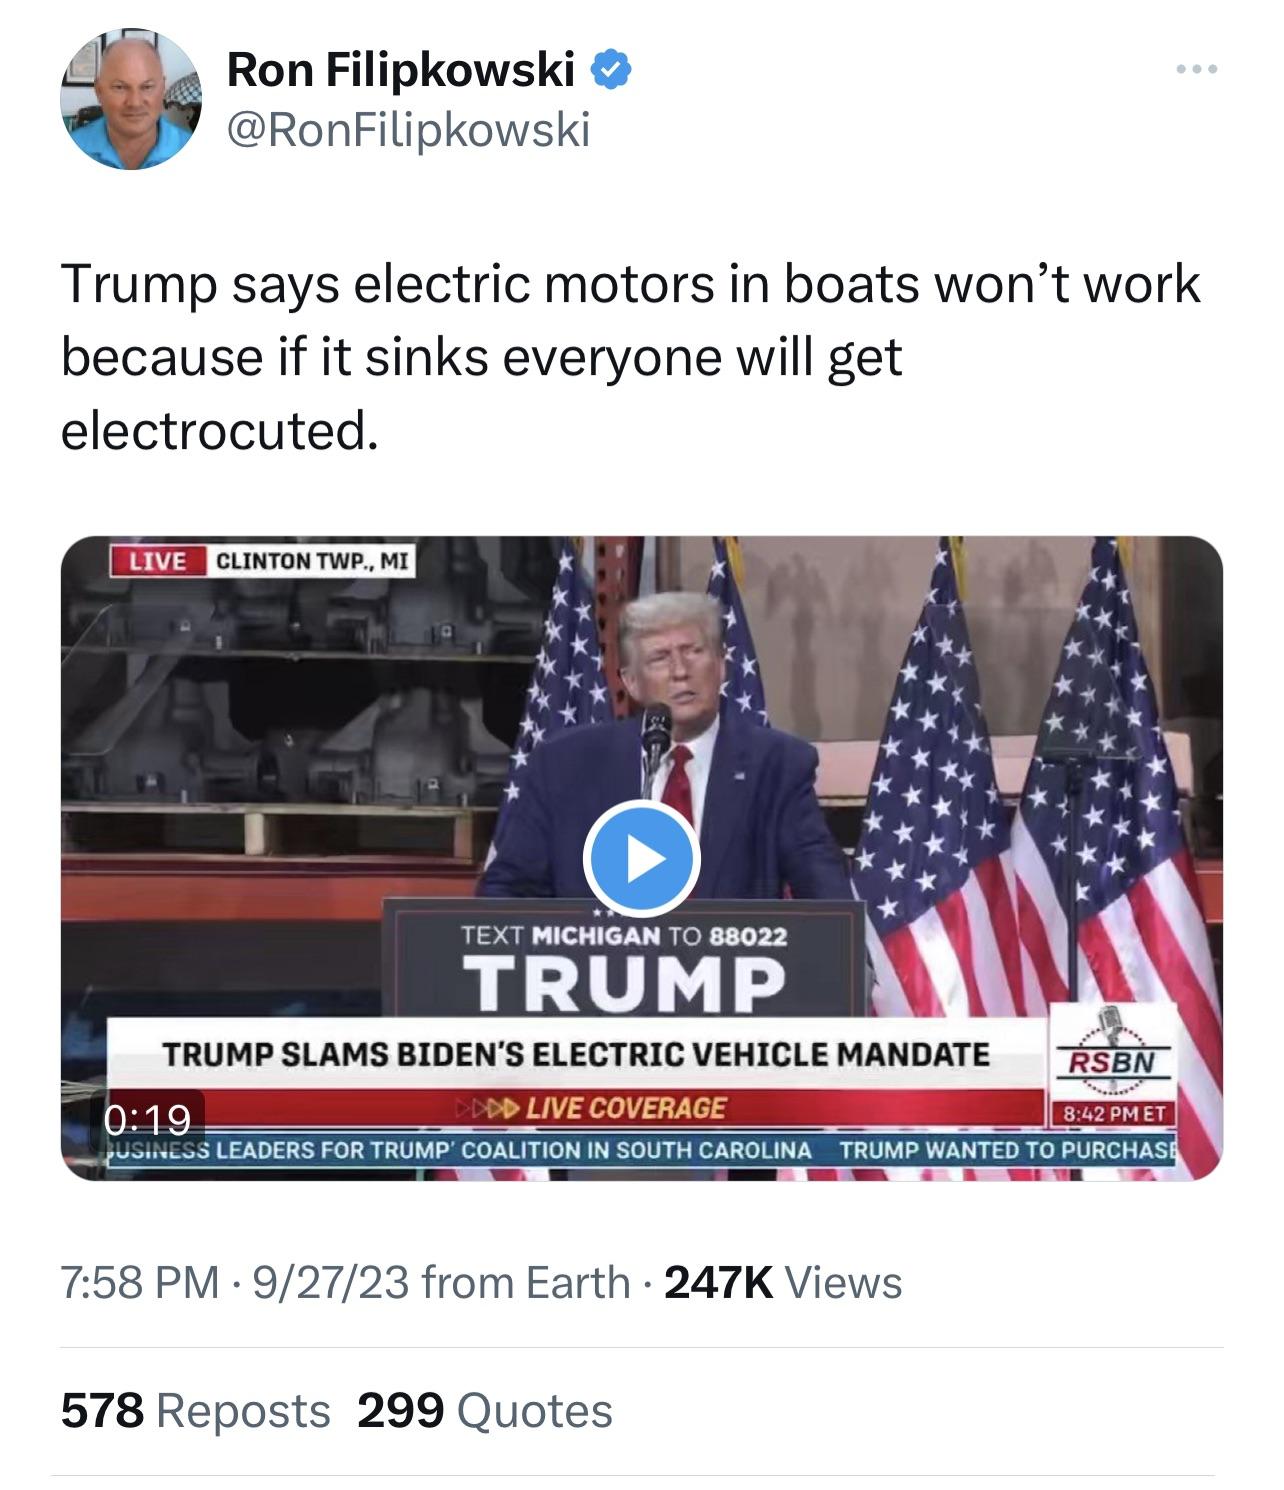 Ron Filipkowski
@RonFilipkowski
Trump says electric motors in boats won’t work
because if it sinks everyone will get
electrocuted.
LIVE CLINTON TWP., MI
TEXT MICHIGAN TO 88022
TRUMP
TRUMP SLAMS BIDEN'S ELECTRIC VEHICLE MANDATE
RSBN
LIVE COVERAGE
8:42 PM ET
0:19
BUSINESS LEADERS FOR TRUMP' COALITION IN SOUTH CAROLINA TRUMP WANTED TO PURCHASE
7:58 PM · 9/27/23 from Earth · 247K Views
578 Reposts 299 Quotes